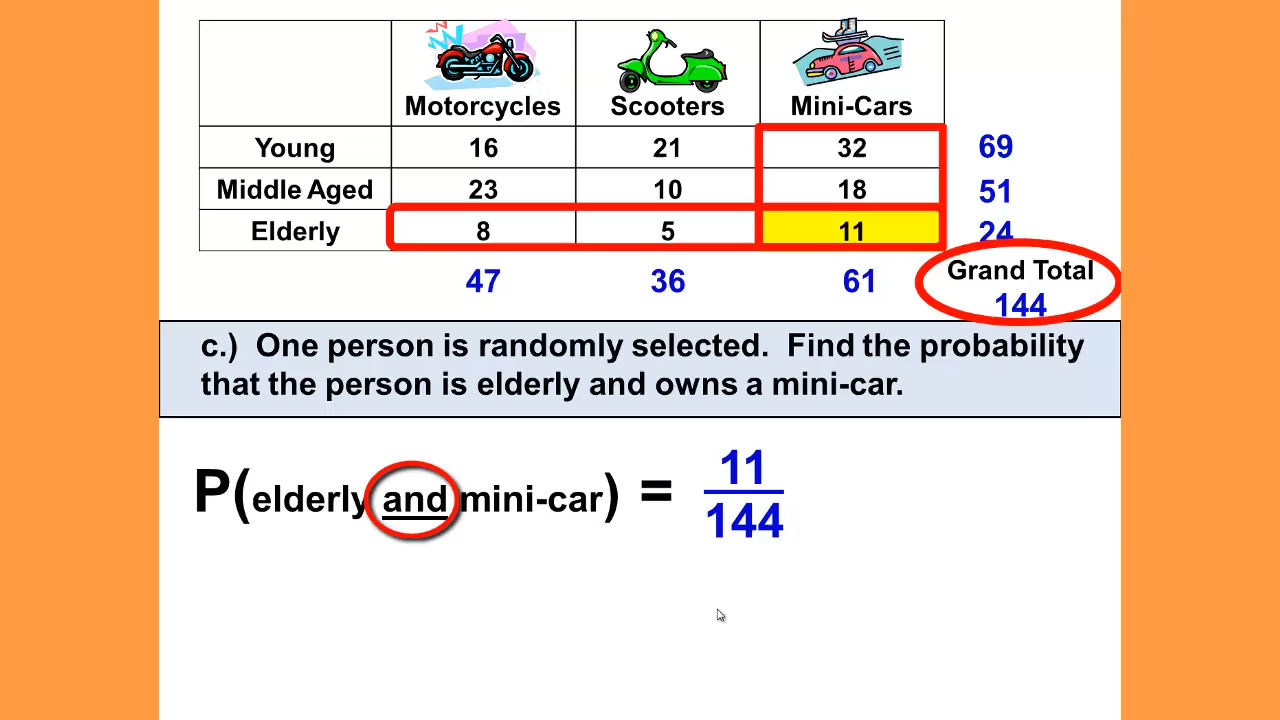 Motorcycles Scooters Mini-Cars
Young 16 21 32 69
Middle Aged 23 10 18 51
Elderly 8 5 11 24
47 36 61 Grand Total
144
c.) One person is randomly selected. Find the probability
that the person is elderly and owns a mini-car.
P(elderly and mini-car) = 11
144